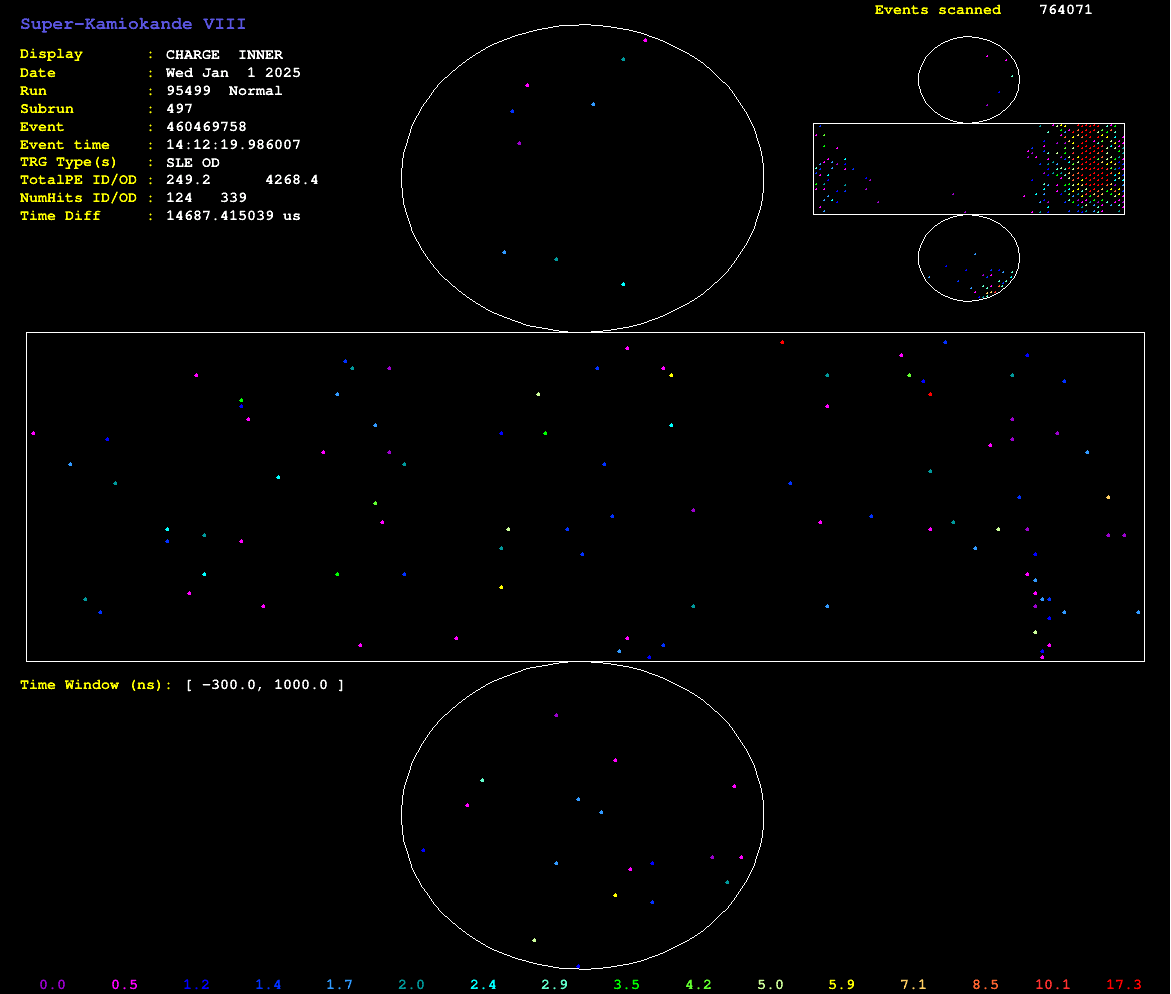 Super-Kamiokande VIII
Events scanned 764071
Display : CHARGE INNER
Date : Wed Jan 1 2025
Run : 95499 Normal
Subrun : 497
Event : 460469758
Event time : 14:12:19.986007
TRG Type(s) : SLE OD
TotalPE ID/OD : 249.2 4268.4
NumHits ID/OD : 124 339
Time Diff : 14687.415039 us
Time Window (ns): [ -300.0, 1000.0 ]
0.0 0.5 1.2 1.4 1.7 2.0 2.4 2.9 3.5 4.2 5.0 5.9 7.1 8.5 10.1 17.3